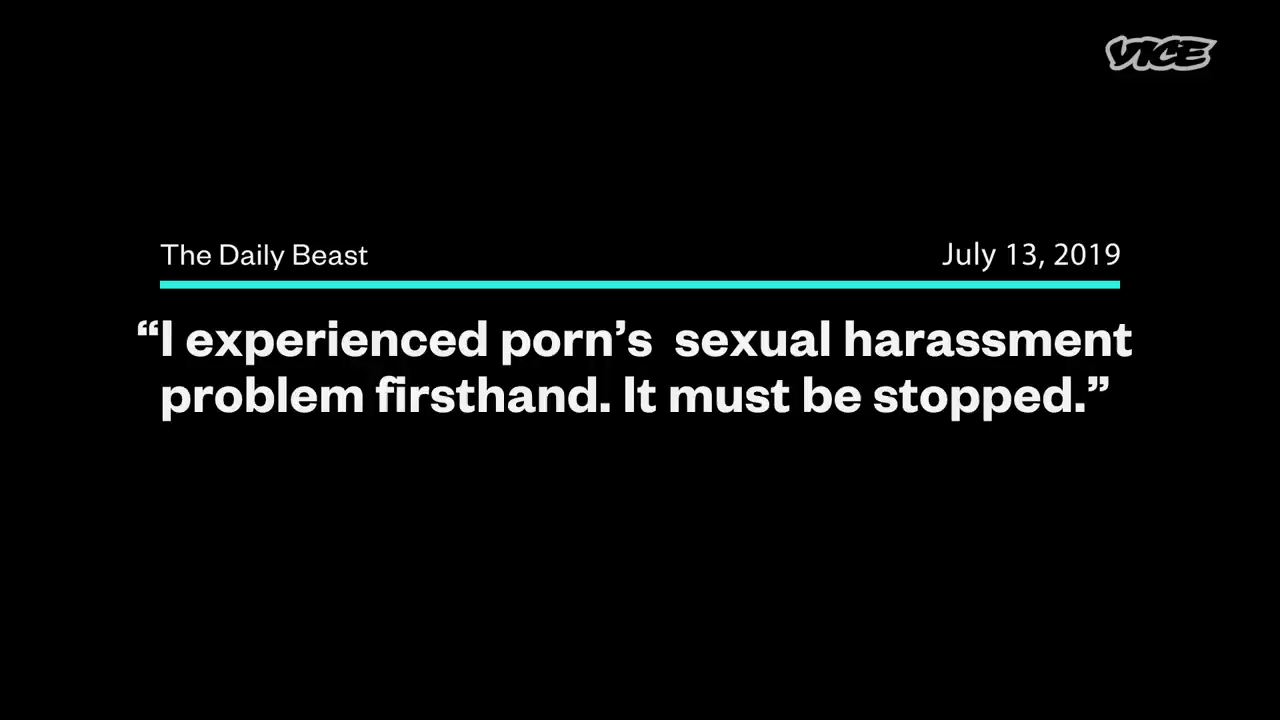 VICE
The Daily Beast July 13, 2019
“I experienced porn’s  sexual harassment
problem firsthand. It must be stopped.”